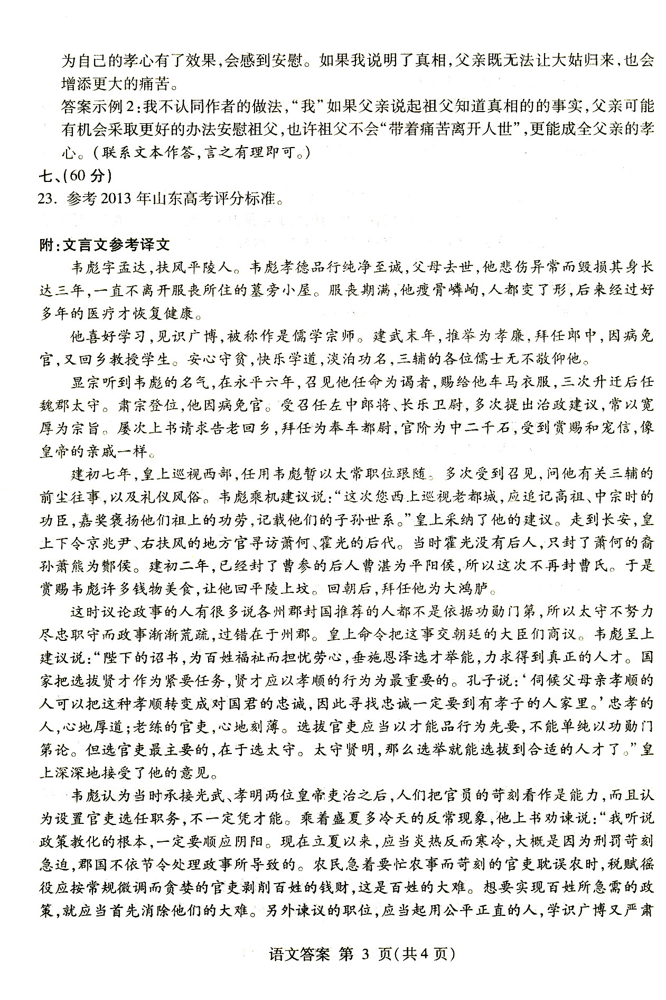 为自己的孝心有了效果,会感到安慰。如果我说明了真相,父亲既无法让大姑归来,也会
增添更大的痛苦。
答案示例2:我不认同作者的做法,“我”如果父亲说起祖父知道真相的的事实,父亲可能
有机会采取更好的办法安慰祖父,也许祖父不会“带着痛苦离开人世”,更能成全父亲的孝
心。(联系文本作答,言之有理即可。)
七、(60 分)
23. 参考 2013 年山东高考评分标准。
附:文言文参考译文
韦彪字孟达,扶风平陵人。韦彪孝德品行纯净至诚,父母去世,他悲伤异常而毁损其身长
达三年,一直不离开服丧所住的墓旁小屋。服丧期满,他瘦骨嶙峋,人都变了形,后来经过好
多年的医疗才恢复健康。
他喜好学习,见识广博,被称作是儒学宗师。建武末年,推举为孝廉,拜任郎中,因病免
官,又回乡教授学生。安心守贫,快乐学道,淡泊功名,三辅的各位儒士无不敬仰他。
显宗听到韦彪的名气,在永平六年,召见他任命为谒者,赐给他车马衣服,三次升迁后任
魏郡太守。肃宗登位,他因病免官。受召任左中郎将、长乐卫尉,多次提出治政建议,常以宽
厚为宗旨。屡次上书请求告老回乡,拜任为奉车都尉,官阶为中二千石,受到赏赐和宠信,像
皇帝的亲戚一样。
建初七年,皇上巡视西部,任用韦彪暂以太常职位跟随。多次受到召见,问他有关三辅的
前尘往事,以及礼仪风俗。韦彪乘机建议说:“这次您西上巡视老都城,应追记高祖、中宗时的
功臣,嘉奖褒扬他们祖上的功劳,记载他们的子孙世系。”皇上采纳了他的建议。走到长安,皇
上下令京兆尹、右扶风的地方官寻访萧何、霍光的后代。当时霍光没有后人,只封了萧何的裔
孙萧熊为酂侯。建初二年,已经封了曹参的后人曹湛为平阳侯,所以这次不再封曹氏。于是
赏赐韦彪许多钱物美食,让他回平陵上坟。回朝后,拜任他为大鸿胪。
这时议论政事的人有很多说各州郡封国推荐的人都不是依据功勋门第,所以太守不努力
尽忠职守而政事渐渐荒疏,过错在于州郡。皇上命令把这事交朝廷的大臣们商议。韦彪呈上
建议说:“陛下的诏书,为百姓福祉而担忧劳心,垂施恩泽选才举能,力求得到真正的人才。国
家把选拔贤才作为紧要任务,贤才应以孝顺的行为为最重要的。孔子说:‘伺候父母亲孝顺的
人可以把这种孝顺转变成对国君的忠诚,因此寻找忠诚一定要到有孝子的人家里。’忠孝的
人,心地厚道;老练的官吏,心地刻薄。选拔官吏应当以才能品行为先要,不能单纯以功勋门
第论。但选官吏最主要的,在于选太守。太守贤明,那么选举就能选拔到合适的人才了。”皇
上深深地接受了他的意见。
韦彪认为当时承接光武、孝明两位皇帝吏治之后,人们把官员的苛刻看作是能力,而且认
为设置官吏选任职务,不一定凭才能。乘着盛夏多冷天的反常现象,他上书劝谏说:“我听说
政策教化的根本,一定要顺应阴阳。现在立夏以来,应当炎热反而寒冷,大概是因为刑罚苛刻
急迫,郡国不依节令处理政事所导致的。农民急着要忙农事而苛刻的官吏耽误农时,税赋徭
役应按常规微调而贪婪的官吏剥削百姓的钱财,这是百姓的大难。想要实现百姓所急需的政
策,就应当首先消除他们的大难。另外谏议的职位,应当起用公平正直的人,学识广博又严肃
语文答案 第 3 页(共 4 页)